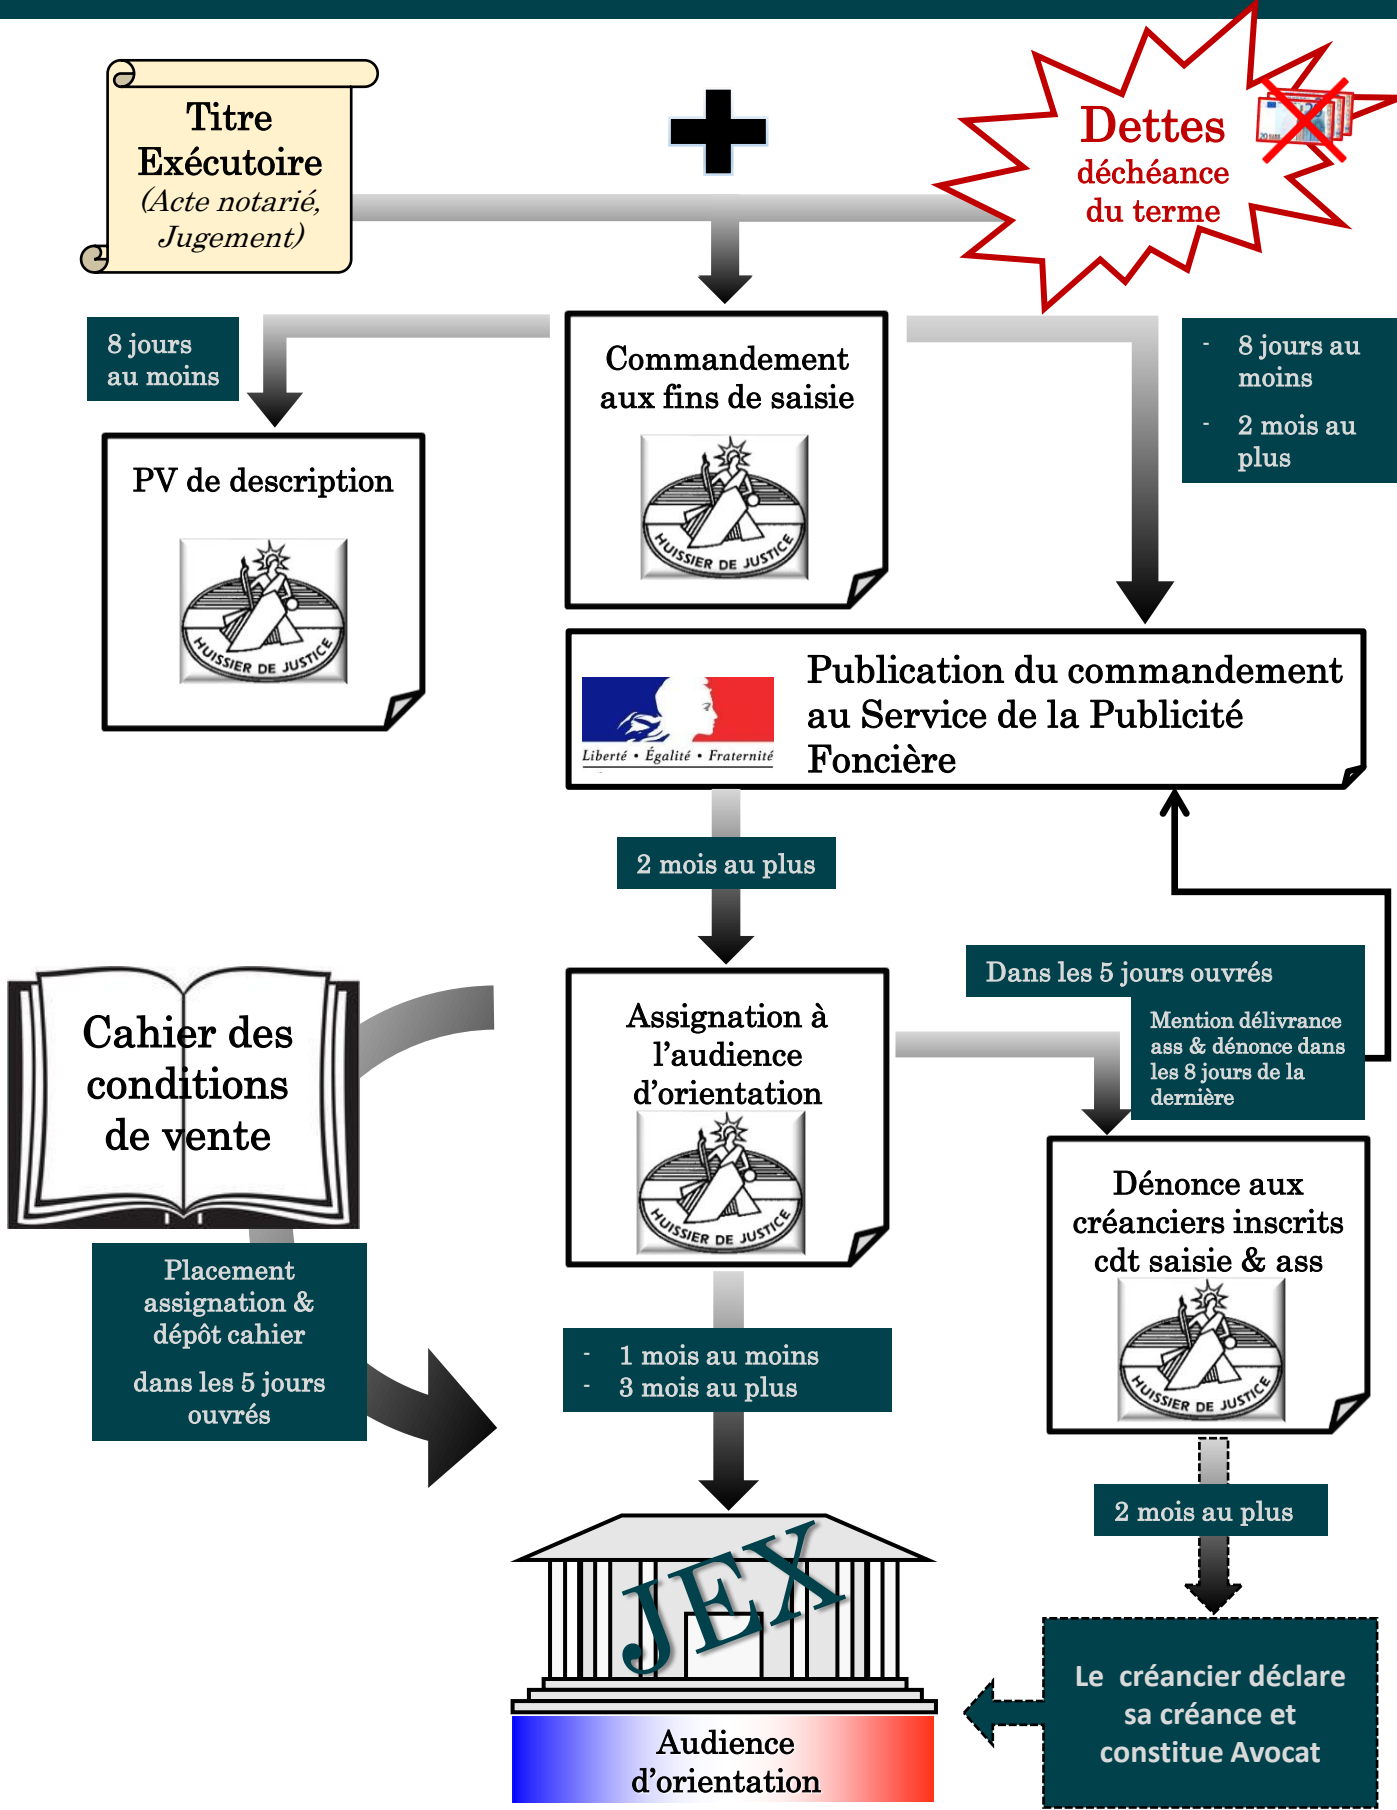 Titre
Exécutoire
(Acte notarié,
Jugement)
Dettes
déchéance
du terme
8 jours
au moins
Commandement
aux fins de saisie
HUISSIER DE JUSTICE
- 8 jours au
moins
- 2 mois au
plus
PV de description
HUISSIER DE JUSTICE
Liberté • Égalité • Fraternité
Publication du commandement
au Service de la Publicité
Foncière
2 mois au plus
Cahier des
conditions
de vente
Assignation à
l’audience
d’orientation
HUISSIER DE JUSTICE
Dans les 5 jours ouvrés
Mention délivrance
ass & dénonce dans
les 8 jours de la
dernière
Dénonce aux
créanciers inscrits
cdt saisie & ass
HUISSIER DE JUSTICE
Placement
assignation &
dépôt cahier
dans les 5 jours
ouvrés
- 1 mois au moins
- 3 mois au plus
2 mois au plus
JEX
Audience
d’orientation
Le créancier déclare
sa créance et
constitue Avocat